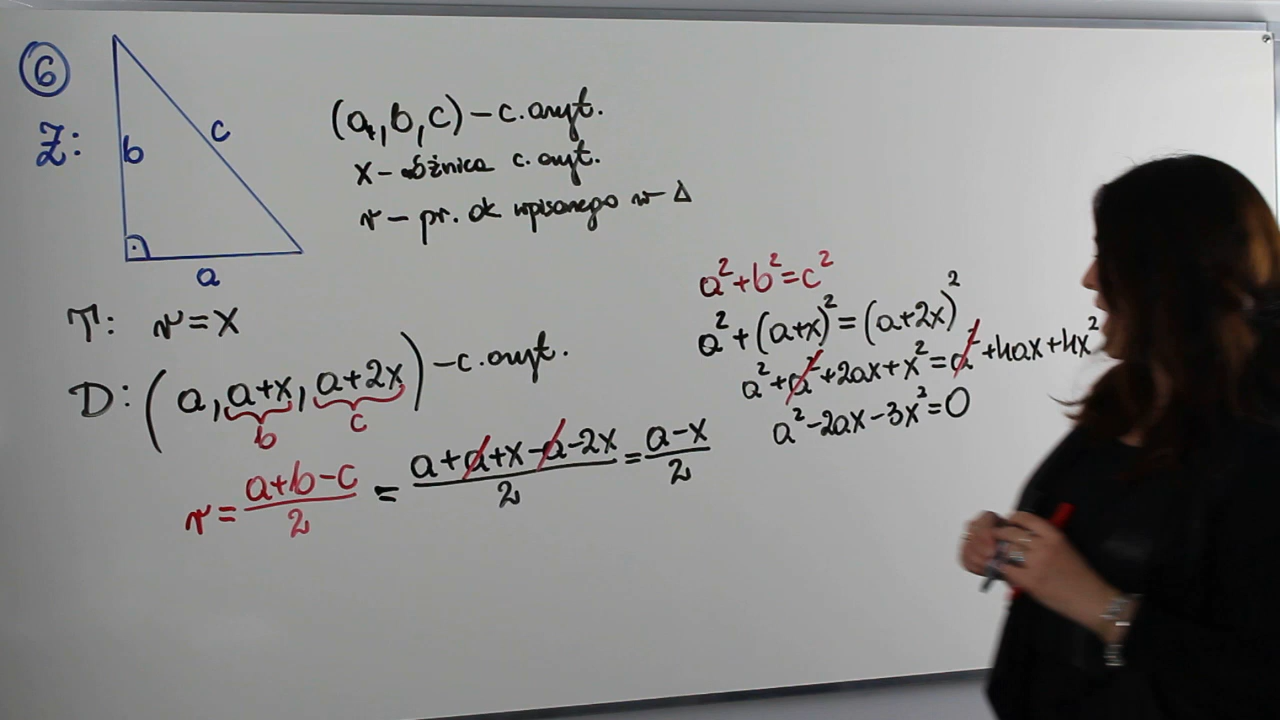 6
Z:
b
c
a
(a,b,c) – c. aryt.
x – różnica c. aryt.
r – pr. ok wpisanego w Δ
T: r = x
D: (a, a+x, a+2x) – c. aryt.
b c
r = (a+b-c)/2 = (a+a+x-a-2x)/2 = (a-x)/2
a²+b²=c²
a²+(a+x)²=(a+2x)²
a²+a²+2ax+x²=a²+4ax+4x²
a²-2ax-3x²=0